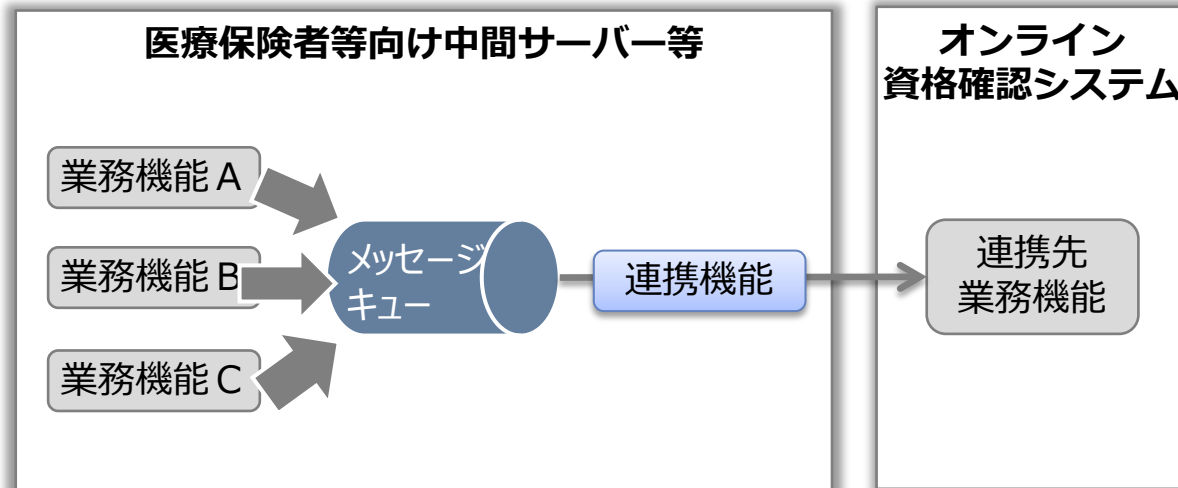 医療保険者等向け中間サーバー等
業務機能A
業務機能B
業務機能C
メッセージ
キュー
連携機能
オンライン
資格確認システム
連携先
業務機能